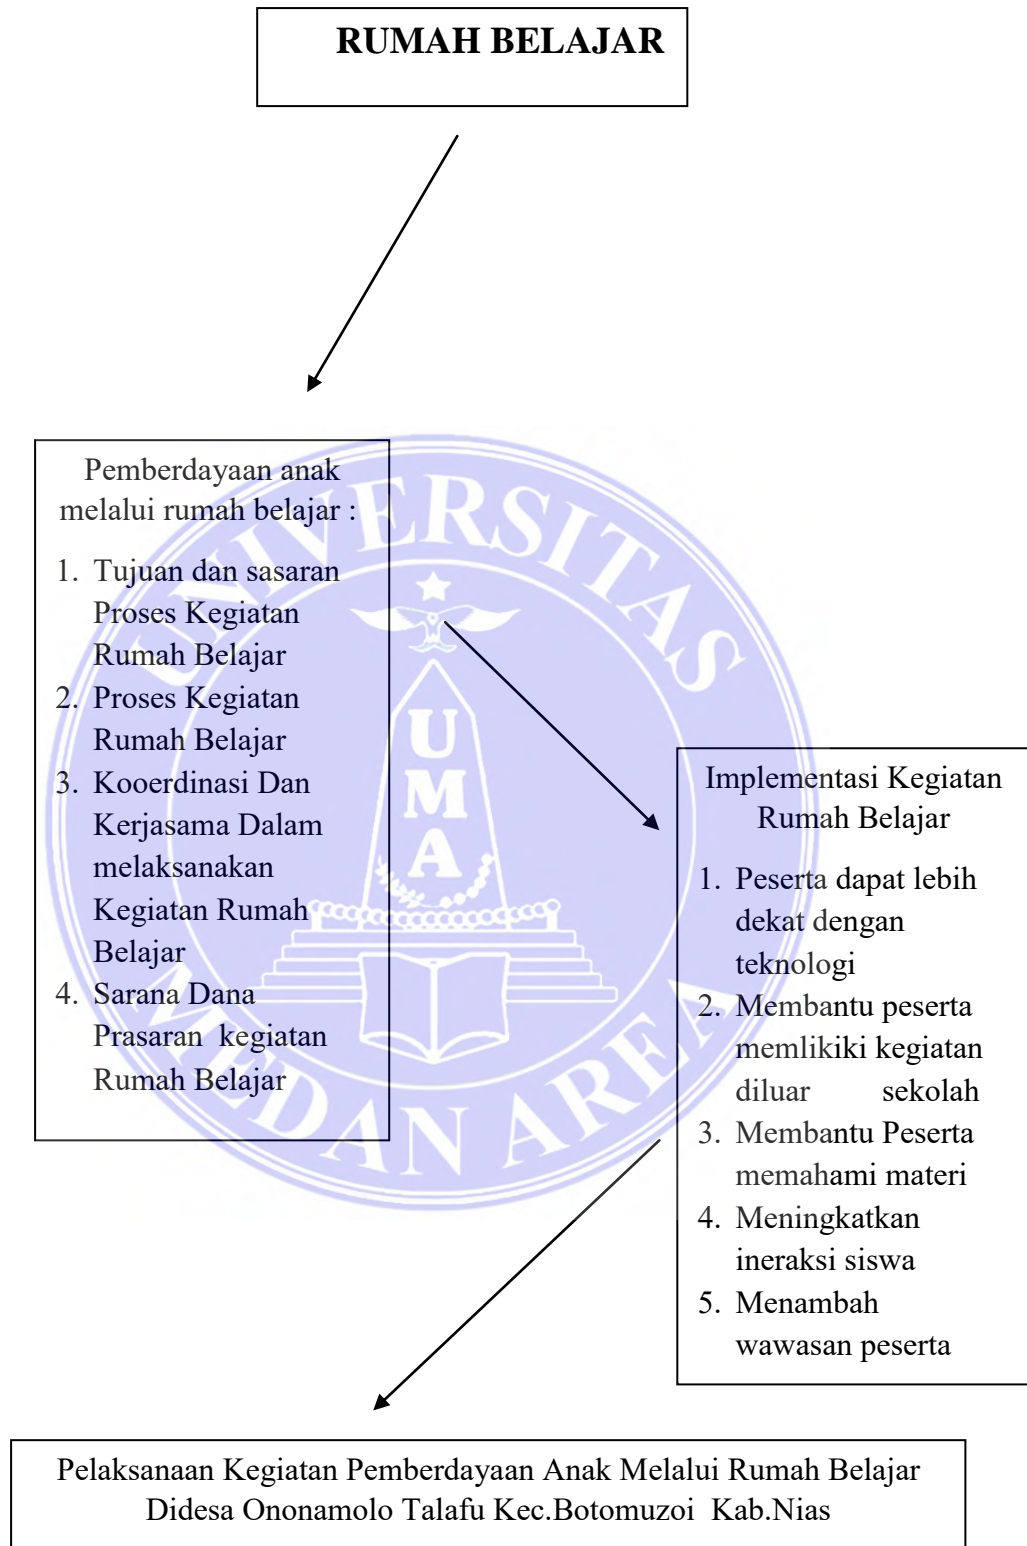 RUMAH BELAJAR
Pemberdayaan anak
melalui rumah belajar :
1. Tujuan dan sasaran
Proses Kegiatan
Rumah Belajar
2. Proses Kegiatan
Rumah Belajar
3. Kooerdinasi Dan
Kerjasama Dalam
melaksanakan
Kegiatan Rumah
Belajar
4. Sarana Dana
Prasaran kegiatan
Rumah Belajar
UNIVERSITAS
UMA
MEDAN AREA
Implementasi Kegiatan
Rumah Belajar
1. Peserta dapat lebih
dekat dengan
teknologi
2. Membantu peserta
memlikiki kegiatan
diluar sekolah
3. Membantu Peserta
memahami materi
4. Meningkatkan
ineraksi siswa
5. Menambah
wawasan peserta
Pelaksanaan Kegiatan Pemberdayaan Anak Melalui Rumah Belajar
Didesa Ononamolo Talafu Kec.Botomuzoi Kab.Nias